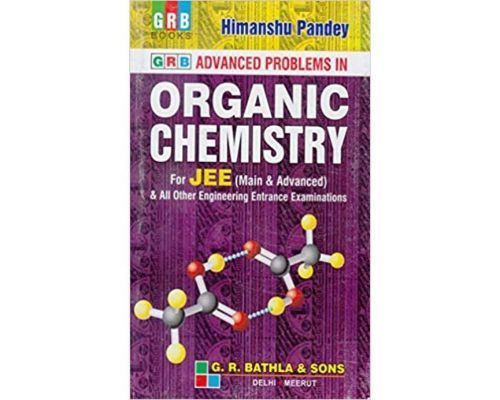 GRB
BOOKS
Himanshu Pandey
GRB ADVANCED PROBLEMS IN
ORGANIC
CHEMISTRY
For JEE (Main & Advanced)
& All Other Engineering Entrance Examinations
G. R. BATHLA & SONS
DELHI MEERUT